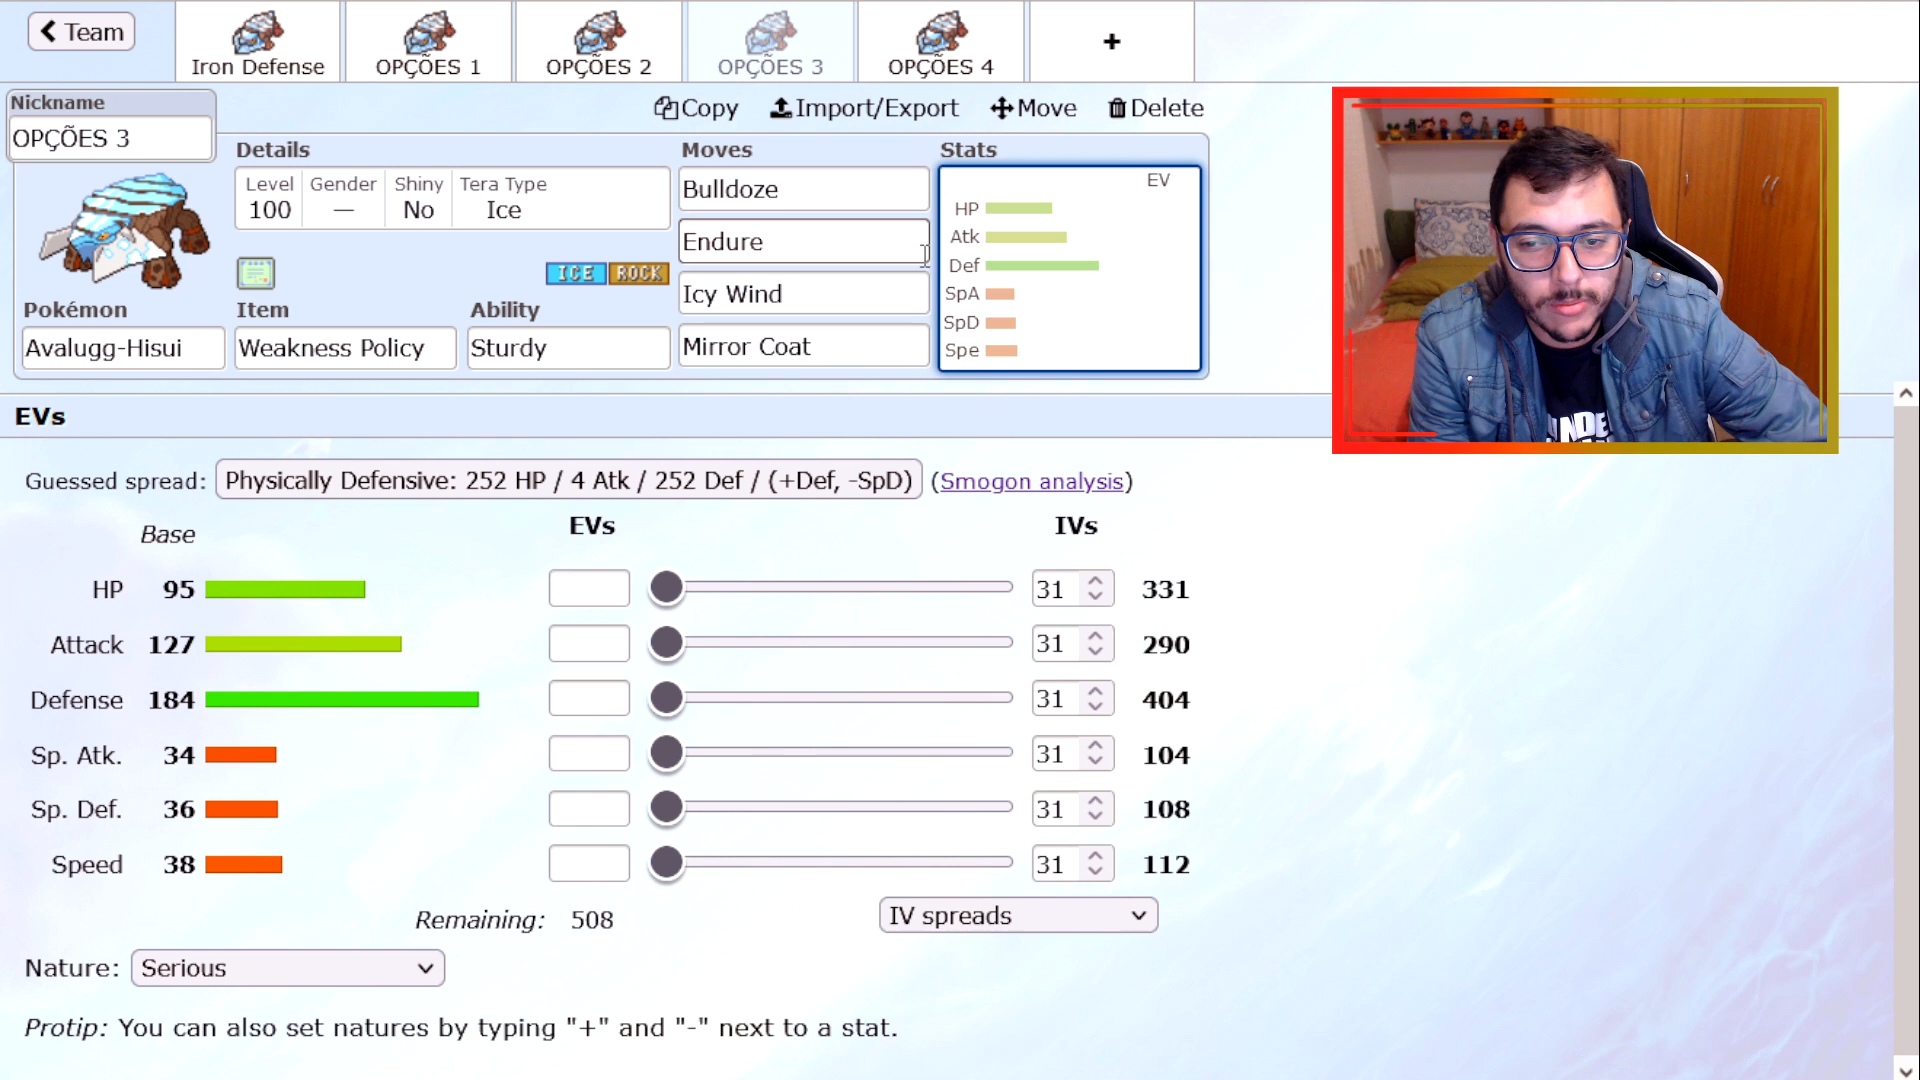 Team
Iron Defense
OPÇÕES 1
OPÇÕES 2
OPÇÕES 3
OPÇÕES 4
+
Nickname
OPÇÕES 3
Copy
Import/Export
Move
Delete
Details
Level
100
Gender
—
Shiny
No
Tera Type
Ice
ICE
ROCK
Pokémon
Avalugg-Hisui
Item
Weakness Policy
Ability
Sturdy
Moves
Bulldoze
Endure
Icy Wind
Mirror Coat
Stats
EV
HP
Atk
Def
SpA
SpD
Spe
EVs
Guessed spread: Physically Defensive: 252 HP / 4 Atk / 252 Def / (+Def, -SpD) (Smogon analysis)
Base EVs IVs
HP 95 31 331
Attack 127 31 290
Defense 184 31 404
Sp. Atk. 34 31 104
Sp. Def. 36 31 108
Speed 38 31 112
Remaining: 508
IV spreads
Nature: Serious
Protip: You can also set natures by typing "+" and "-" next to a stat.